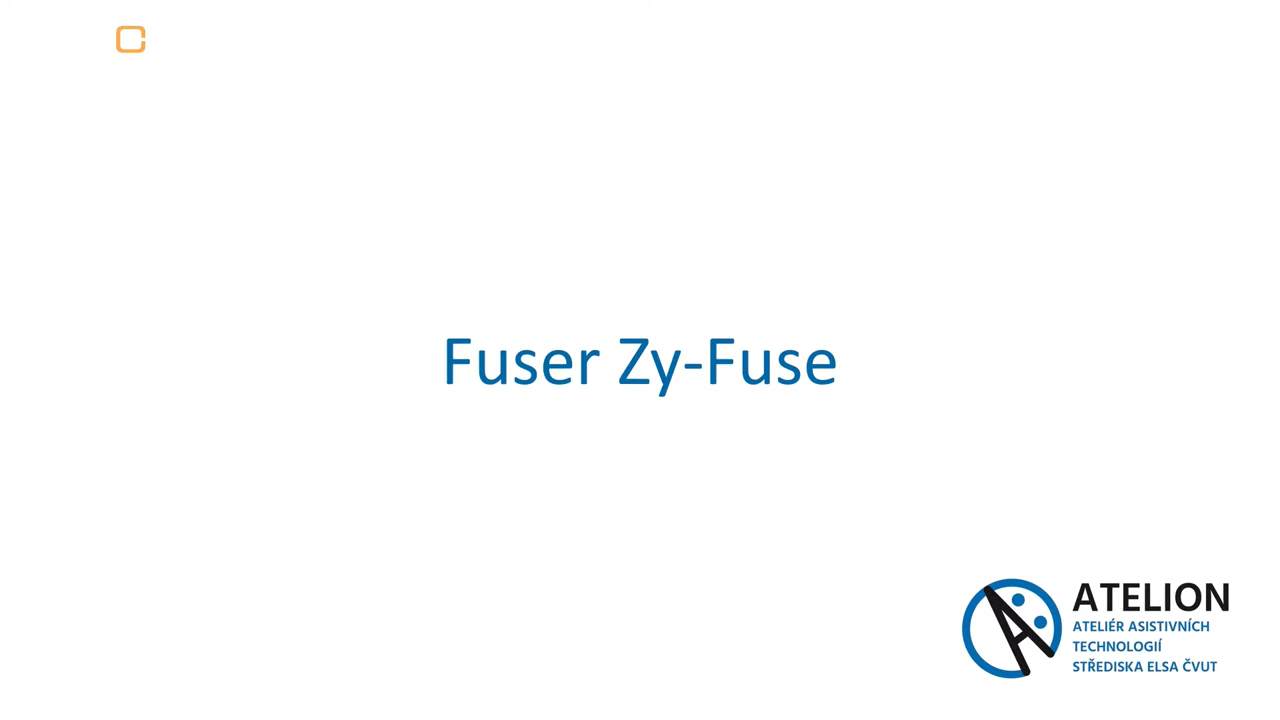 Fuser Zy-Fuse
ATELION
ATELIÉR ASISTIVNÍCH
TECHNOLOGIÍ
STŘEDISKA ELSA ČVUT